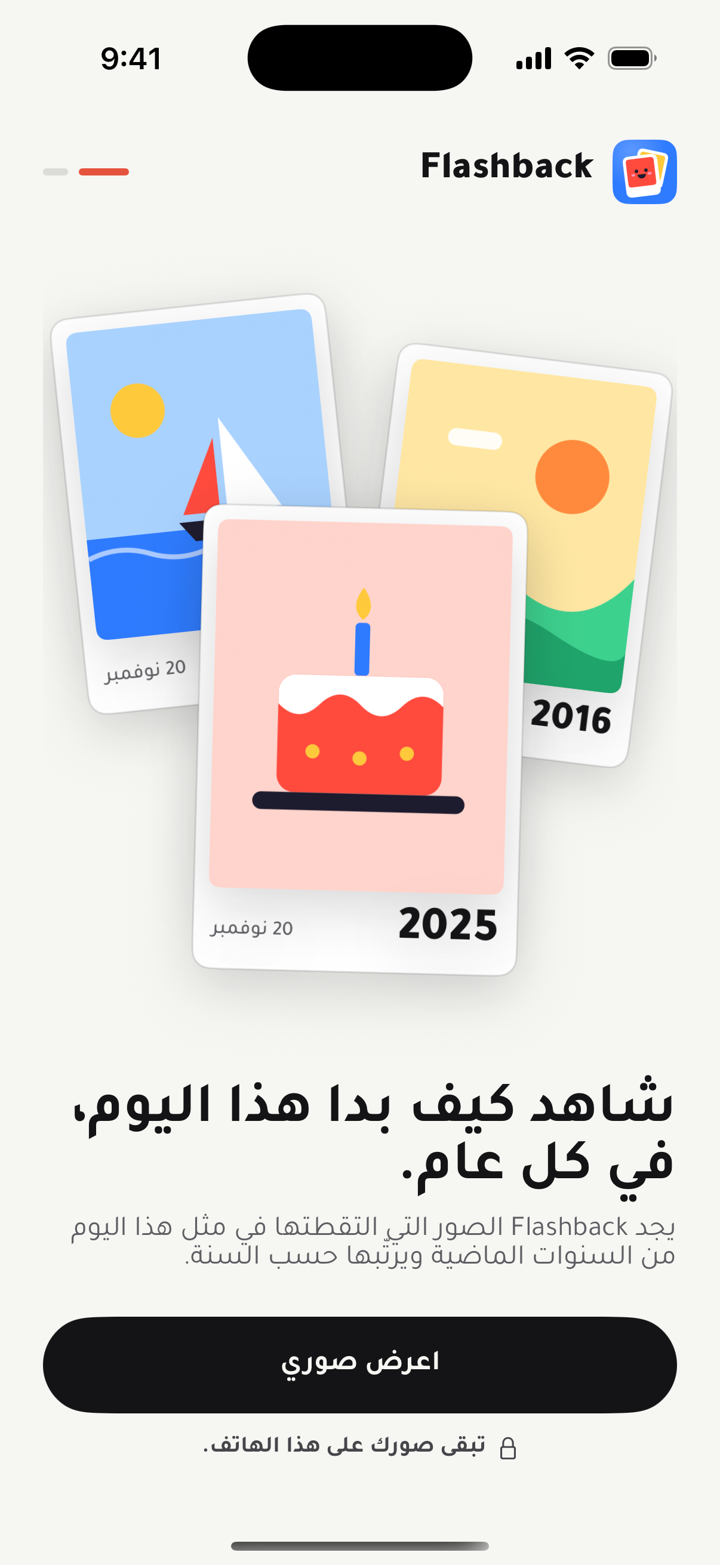 9:41
Flashback
20 نوفمبر
2016
2025
20 نوفمبر
شاهد كيف بدا هذا اليوم،
في كل عام.
يجد Flashback الصور التي التقطتها في مثل هذا اليوم
من السنوات الماضية ويرتّبها حسب السنة.
اعرض صوري
تبقى صورك على هذا الهاتف.